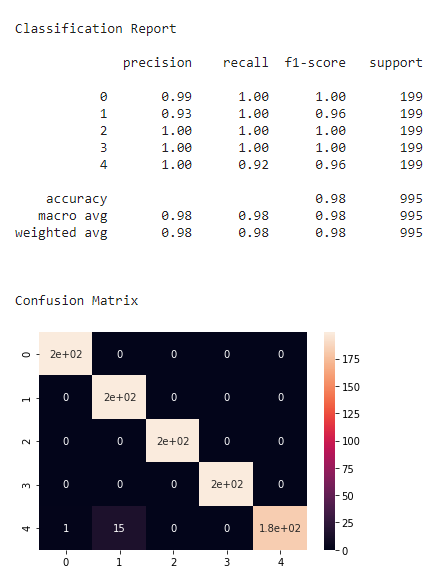 Classification Report
precision recall f1-score support
0 0.99 1.00 1.00 199
1 0.93 1.00 0.96 199
2 1.00 1.00 1.00 199
3 1.00 1.00 1.00 199
4 1.00 0.92 0.96 199
accuracy 0.98 995
macro avg 0.98 0.98 0.98 995
weighted avg 0.98 0.98 0.98 995
Confusion Matrix
0 2e+02 0 0 0 0
1 0 2e+02 0 0 0
2 0 0 2e+02 0 0
3 0 0 0 2e+02 0
4 1 15 0 0 1.8e+02
0 1 2 3 4
175
150
125
100
75
50
25
0